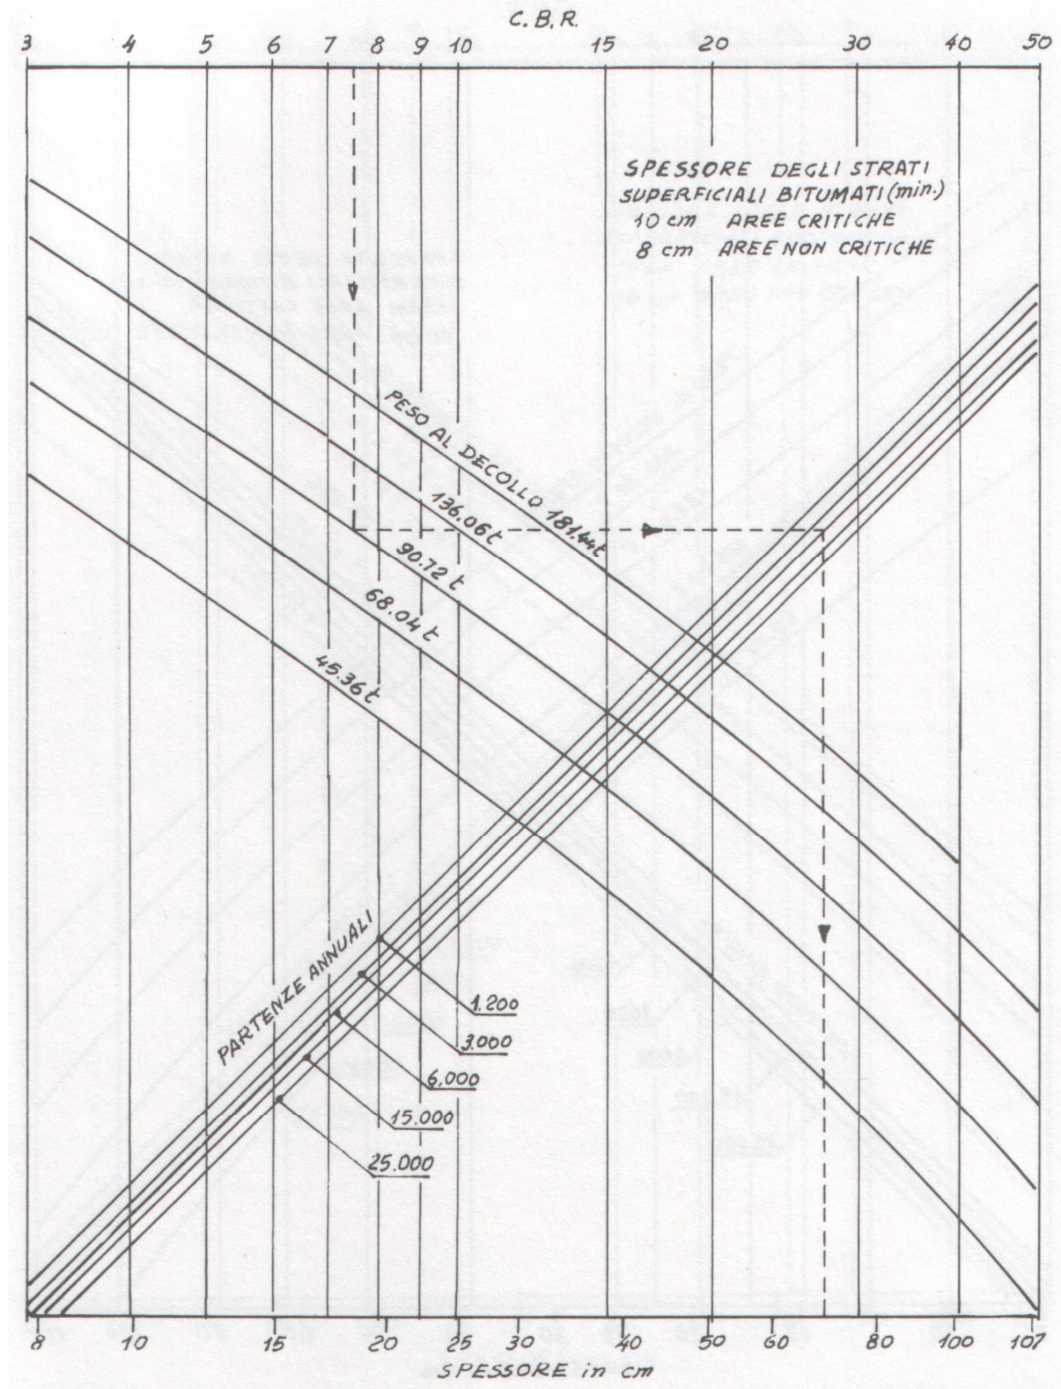 C.B.R.
3 4 5 6 7 8 9 10 15 20 30 40 50
SPESSORE DEGLI STRATI
SUPERFICIALI BITUMATI (min.)
10 cm AREE CRITICHE
8 cm AREE NON CRITICHE
PESO AL DECOLLO 181.44t
136.06t
90.72 t
68.04 t
45.36 t
PARTENZE ANNUALI
1.200
3.000
6.000
15.000
25.000
8 10 15 20 25 30 40 50 60 80 100 107
SPESSORE in cm